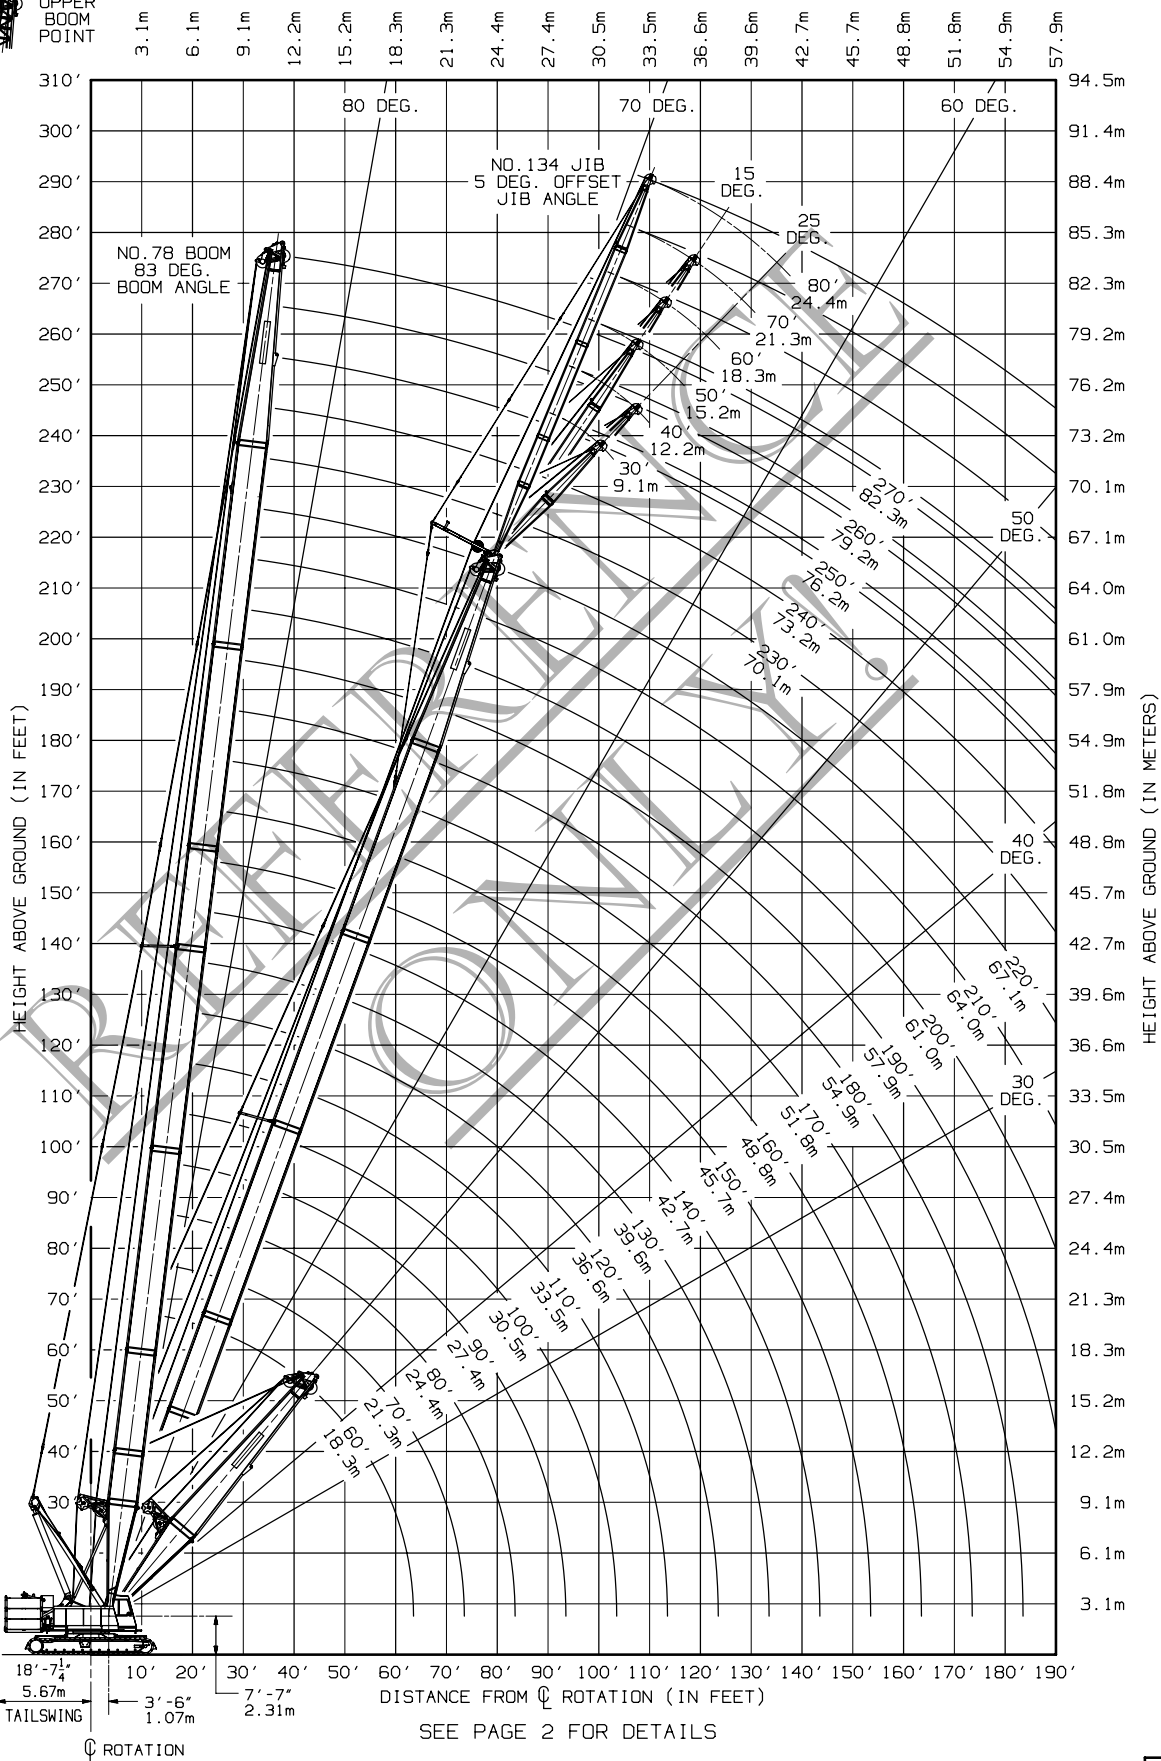 UPPER
BOOM
POINT
3.1m 6.1m 9.1m 12.2m 15.2m 18.3m 21.3m 24.4m 27.4m 30.5m 33.5m 36.6m 39.6m 42.7m 45.7m 48.8m 51.8m 54.9m 57.9m
310' 94.5m
80 DEG. 70 DEG. 60 DEG.
300' 91.4m
NO.134 JIB
5 DEG. OFFSET
JIB ANGLE
15
DEG.
290' 88.4m
25
DEG.
280' 85.3m
NO.78 BOOM
83 DEG.
BOOM ANGLE
270' 82.3m
80'
24.4m
70'
21.3m
260' 79.2m
60'
18.3m
250' 76.2m
50'
15.2m
240' 73.2m
40'
12.2m
30'
9.1m
230' 70.1m
270'
82.3m
50
DEG.
220' 67.1m
260'
79.2m
250'
76.2m
210' 64.0m
240'
73.2m
200' 61.0m
230'
70.1m
190' 57.9m
180' 54.9m
170' 51.8m
160' 48.8m
40
DEG.
150' 45.7m
140' 42.7m
220'
67.1m
130' 39.6m
210'
64.0m
120' 36.6m
200'
61.0m
190'
57.9m
110' 33.5m
30
DEG.
180'
54.9m
170'
51.8m
100' 30.5m
160'
48.8m
150'
45.7m
90' 27.4m
140'
42.7m
130'
39.6m
80' 24.4m
120'
36.6m
110'
33.5m
70' 21.3m
100'
30.5m
90'
27.4m
60' 18.3m
80'
24.4m
70'
21.3m
50' 15.2m
60'
18.3m
40' 12.2m
30' 9.1m
6.1m
3.1m
HEIGHT ABOVE GROUND (IN FEET)
HEIGHT ABOVE GROUND (IN METERS)
REFERENCE
ONLY!
10' 20' 30' 40' 50' 60' 70' 80' 90' 100' 110' 120' 130' 140' 150' 160' 170' 180' 190'
18'-7 1/4"
5.67m
TAILSWING
3'-6"
1.07m
7'-7"
2.31m
DISTANCE FROM ℄ ROTATION (IN FEET)
SEE PAGE 2 FOR DETAILS
℄ ROTATION